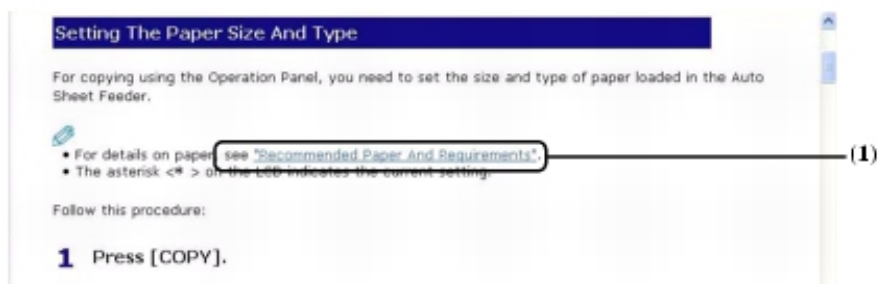 Setting The Paper Size And Type
For copying using the Operation Panel, you need to set the size and type of paper loaded in the Auto
Sheet Feeder.
• For details on paper, see "Recommended Paper And Requirements".
(1)
• The asterisk <* > on the LCD indicates the current setting.
Follow this procedure:
1 Press [COPY].